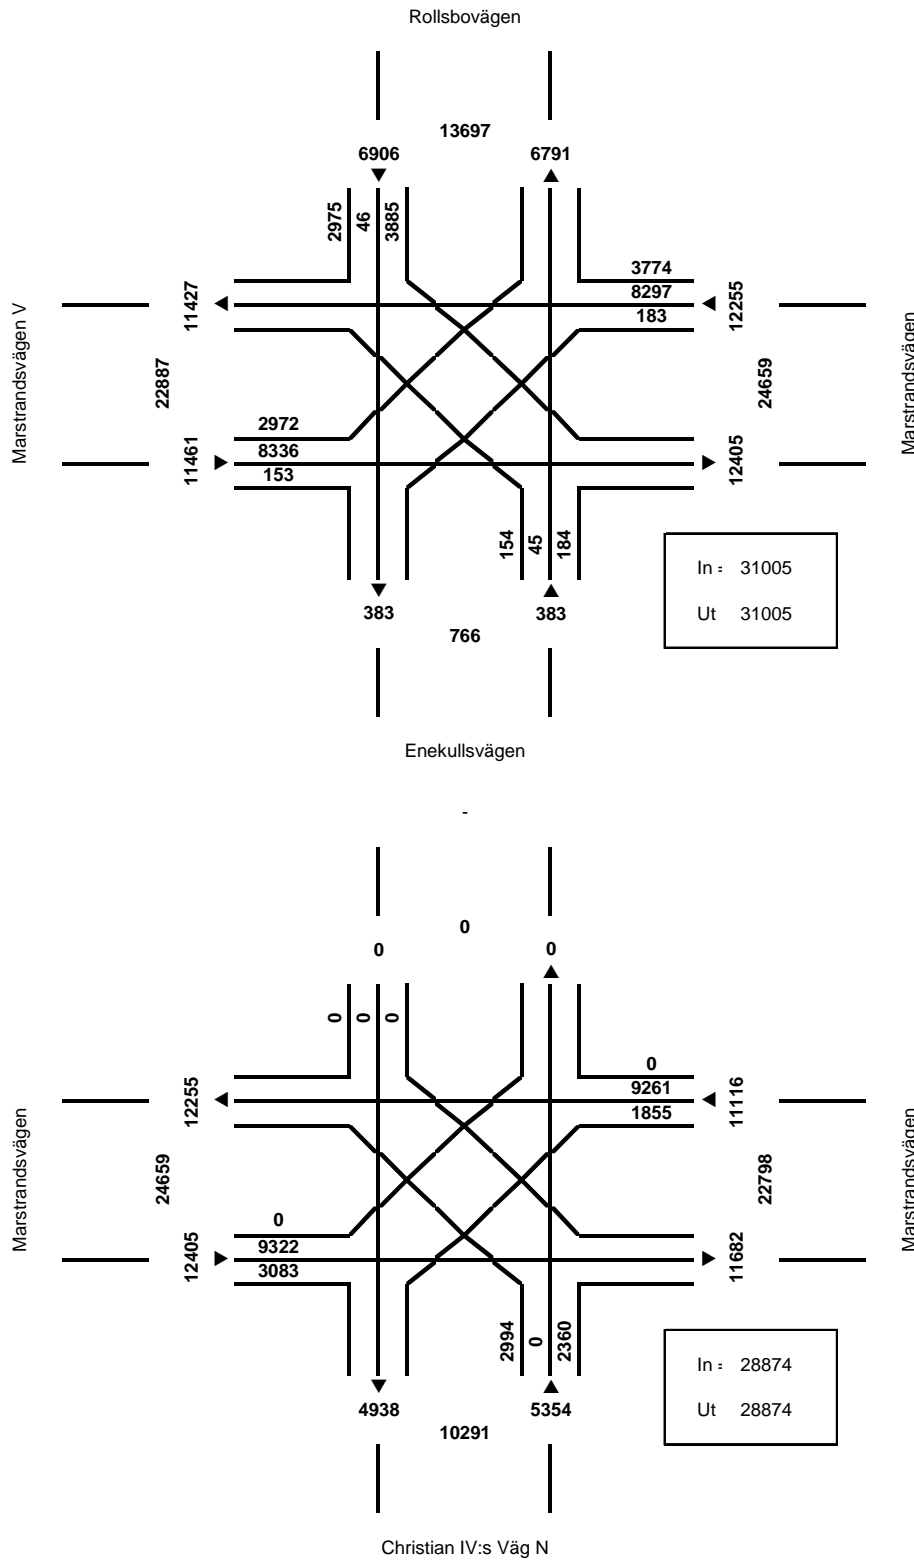 Rollsbovägen
13697
6906 6791
2975 46 3885
3774
11427 8297 12255
183
Marstrandsvägen V 22887 24659 Marstrandsvägen
2972
11461 8336 12405
153
154 45 184
In = 31005
383 383
Ut 31005
766
Enekullsvägen
-
0
0 0
0 0 0
0
12255 9261 11116
1855
Marstrandsvägen 24659 22798 Marstrandsvägen
0
12405 9322 11682
3083
2994 0 2360
In = 28874
4938 5354
Ut 28874
10291
Christian IV:s Väg N